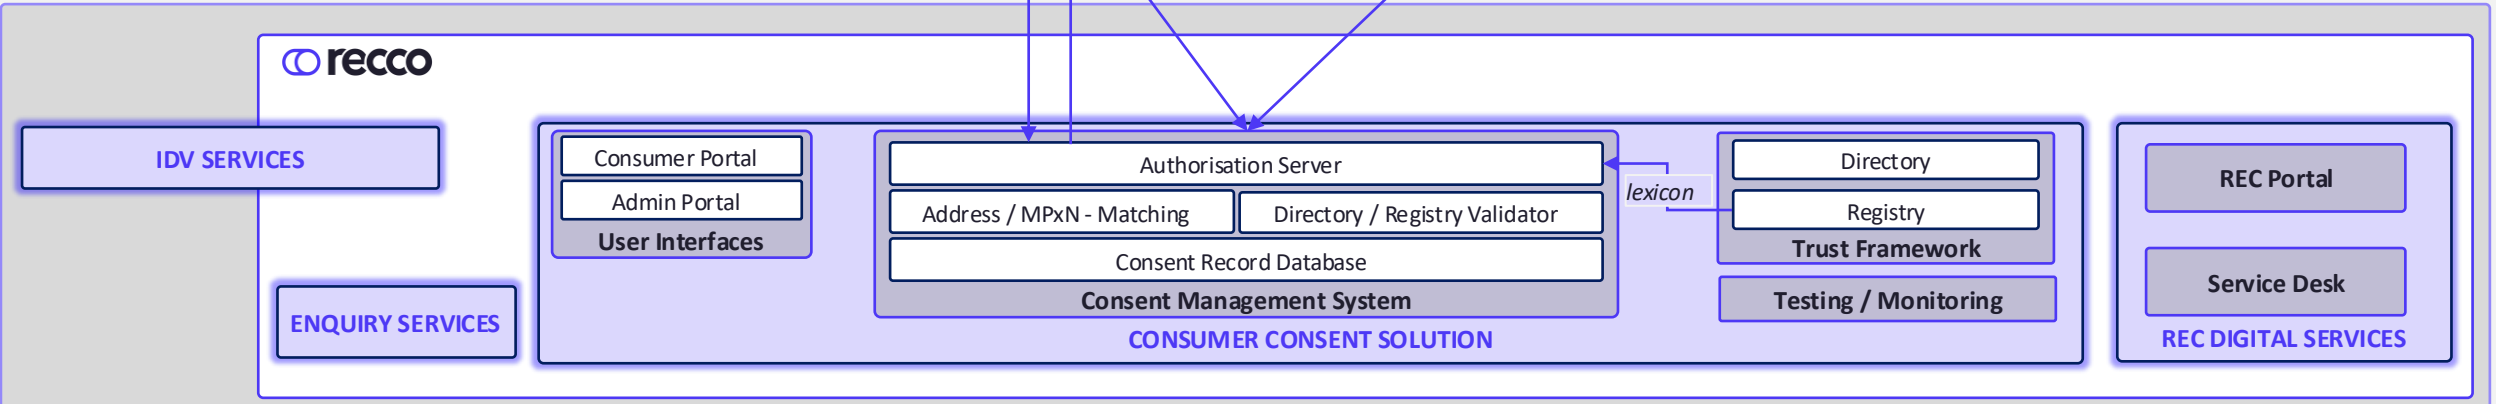 recco
IDV SERVICES
ENQUIRY SERVICES
Consumer Portal
Admin Portal
User Interfaces
Authorisation Server
Address / MPxN - Matching
Directory / Registry Validator
Consent Record Database
Consent Management System
lexicon
Directory
Registry
Trust Framework
Testing / Monitoring
CONSUMER CONSENT SOLUTION
REC Portal
Service Desk
REC DIGITAL SERVICES